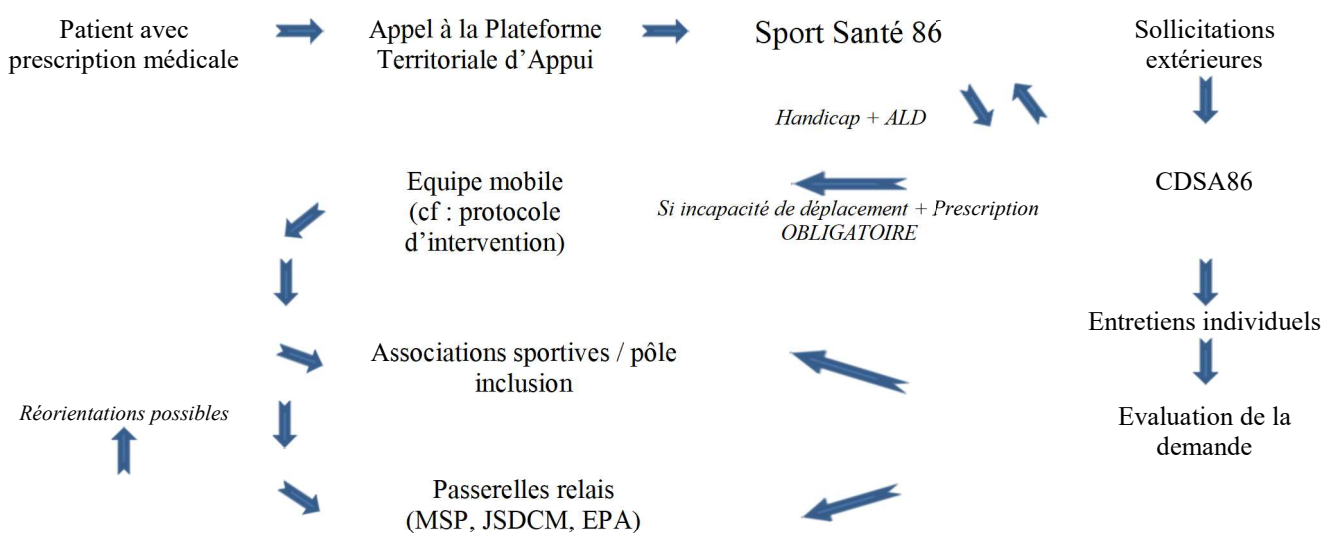 Patient avec
prescription médicale
Appel à la Plateforme
Territoriale d’Appui
Sport Santé 86
Sollicitations
extérieures
Handicap + ALD
Equipe mobile
(cf : protocole
d’intervention)
Si incapacité de déplacement + Prescription
OBLIGATOIRE
CDSA86
Entretiens individuels
Associations sportives / pôle
inclusion
Evaluation de la
demande
Réorientations possibles
Passerelles relais
(MSP, JSDCM, EPA)